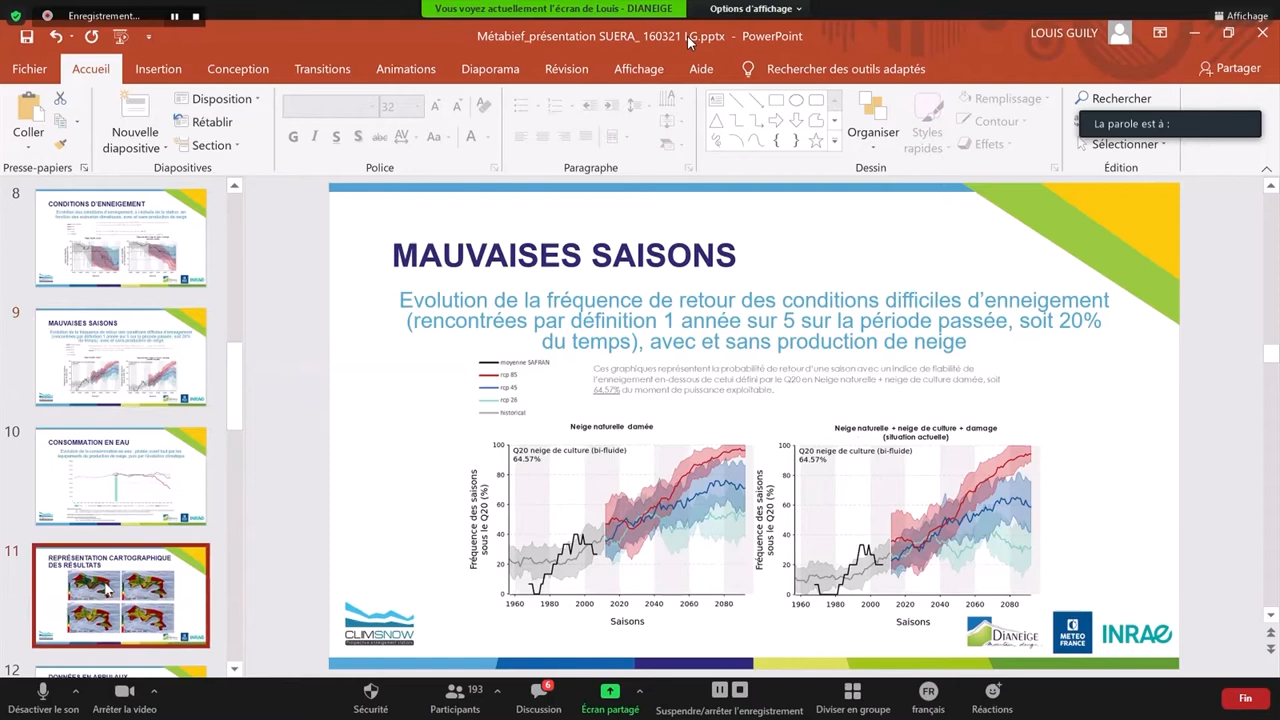 Enregistrement...
Vous voyez actuellement l'écran de Louis - DIANEIGE
Options d'affichage
Affichage
Métabief_présentation SUERA_ 160321 LG.pptx - PowerPoint
LOUIS GUILY
Fichier Accueil Insertion Conception Transitions Animations Diaporama Révision Affichage Aide Rechercher des outils adaptés Partager
Coller
Nouvelle diapositive
Disposition
Rétablir
Section
32
G I S S abc AV Aa A
Organiser
Styles rapides
Remplissage
Contour
Effets
Rechercher
La parole est à :
Sélectionner
Presse-papiers Diapositives Police Paragraphe Dessin Édition
8
CONDITIONS D'ENNEIGEMENT
9
MAUVAISES SAISONS
10
CONSOMMATION EN EAU
11
REPRÉSENTATION CARTOGRAPHIQUE
DES RÉSULTATS
12
MAUVAISES SAISONS
Evolution de la fréquence de retour des conditions difficiles d'enneigement
(rencontrées par définition 1 année sur 5 sur la période passée, soit 20%
du temps), avec et sans production de neige
moyenne SAFRAN
rcp 85
rcp 45
rcp 26
historical
Ces graphiques représentent la probabilité de retour d'une saison avec un indice de fiabilité de
l'enneigement en-dessous de celui défini par le Q20 en Neige naturelle + neige de culture damée, soit
64.57% du moment de puissance exploitable.
Neige naturelle damée
Q20 neige de culture (bi-fluide)
64.57%
Fréquence des saisons
sous le Q20 (%)
100
80
60
40
20
0
1960 1980 2000 2020 2040 2060 2080
Saisons
Neige naturelle + neige de culture + damage
(situation actuelle)
Q20 neige de culture (bi-fluide)
64.57%
Fréquence des saisons
sous le Q20 (%)
100
80
60
40
20
0
1960 1980 2000 2020 2040 2060 2080
Saisons
CLIMSNOW
DIANEIGE
METEO
FRANCE
INRAE
Désactiver le son
Arrêter la video
Sécurité
Participants 193
Discussion 6
Écran partagé
Suspendre/arrêter l'enregistrement
Diviser en groupe
FR
français
Réactions
Fin